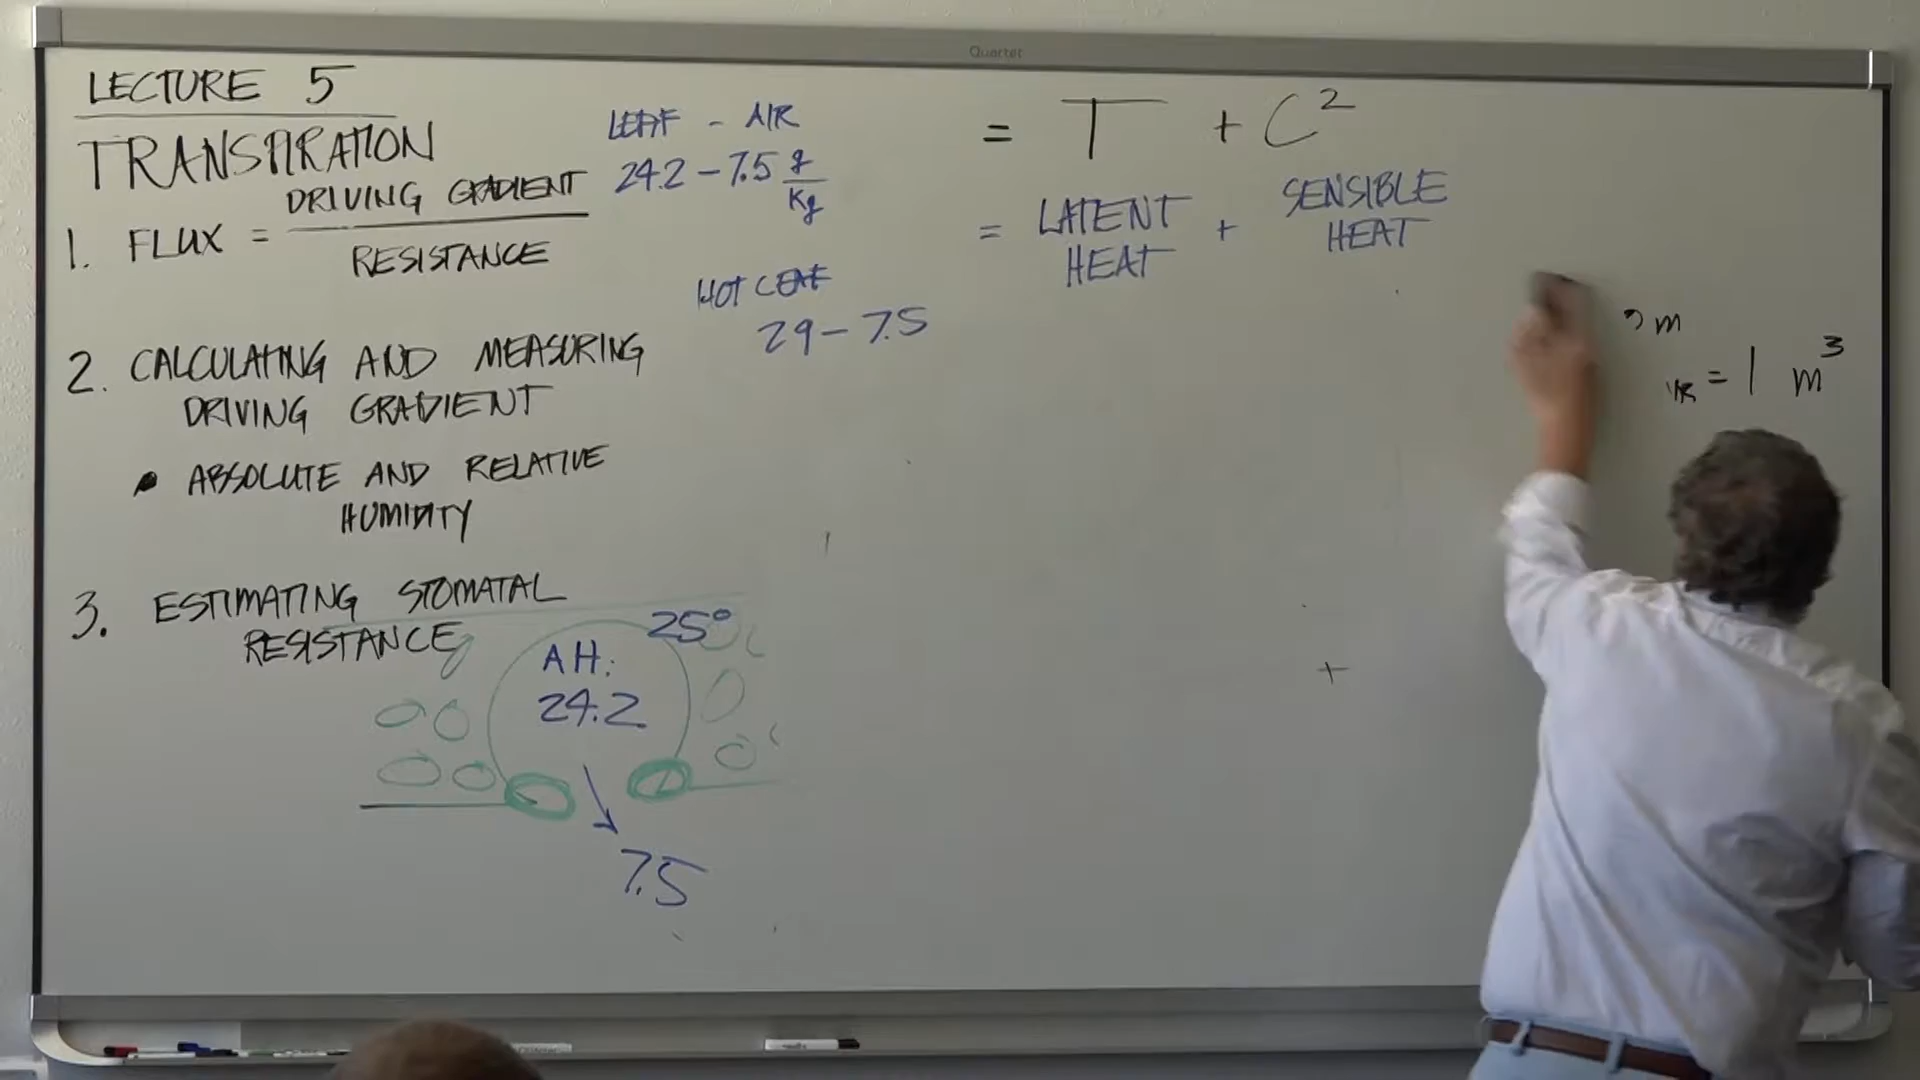 Quartet
LECTURE 5
TRANSPIRATION
1. FLUX = DRIVING GRADIENT
RESISTANCE
2. CALCULATING AND MEASURING
DRIVING GRADIENT
• ABSOLUTE AND RELATIVE
HUMIDITY
3. ESTIMATING STOMATAL
RESISTANCE
LEAF - AIR
24.2 - 7.5 g
Kg
HOT LEAF
29 - 7.5
25°
AH:
24.2
7.5
= T + C²
= LATENT HEAT + SENSIBLE HEAT
m
= 1 m³
+